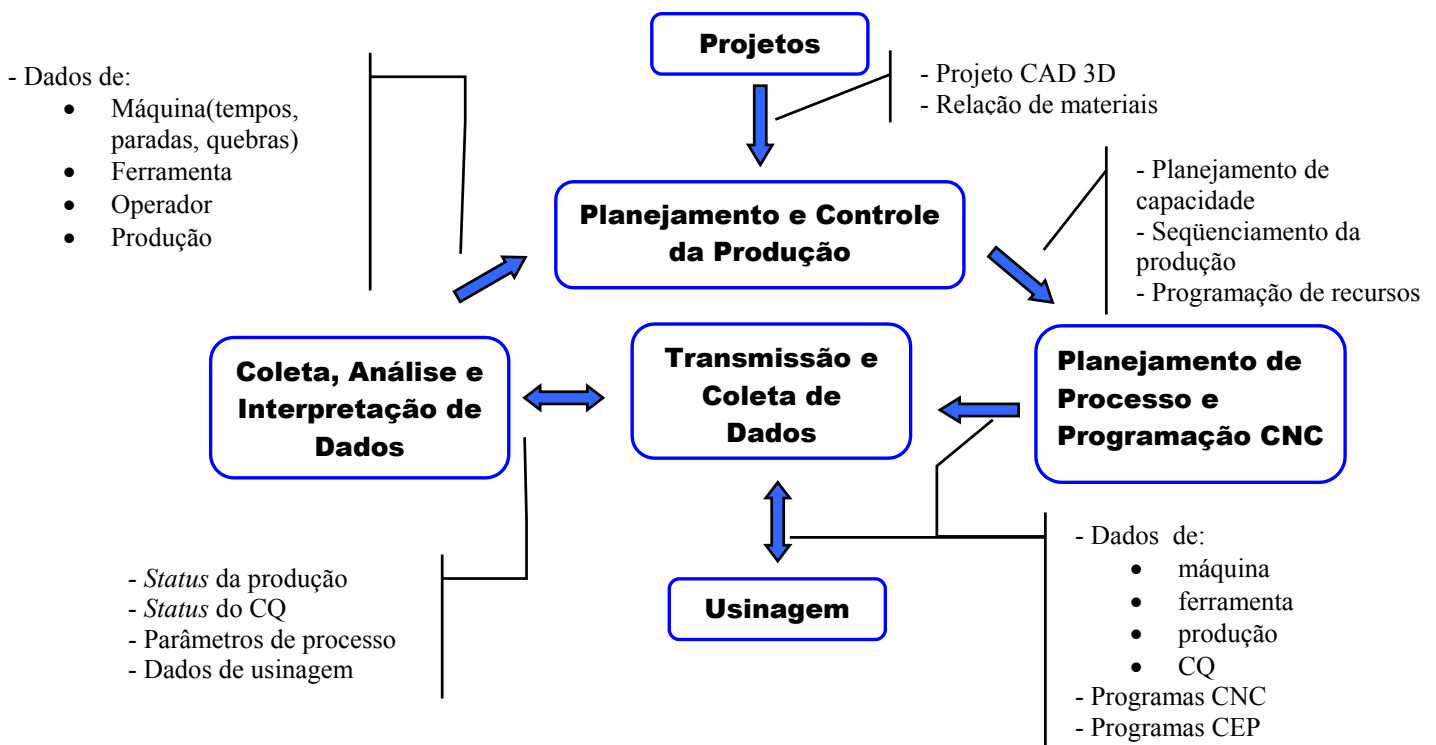 Projetos
- Dados de:
• Máquina(tempos,
paradas, quebras)
• Ferramenta
• Operador
• Produção
- Projeto CAD 3D
- Relação de materiais
Planejamento e Controle
da Produção
- Planejamento de
capacidade
- Seqüenciamento da
produção
- Programação de recursos
Coleta, Análise e
Interpretação de
Dados
Transmissão e
Coleta de
Dados
Planejamento de
Processo e
Programação CNC
- Status da produção
- Status do CQ
- Parâmetros de processo
- Dados de usinagem
Usinagem
- Dados de:
• máquina
• ferramenta
• produção
• CQ
- Programas CNC
- Programas CEP